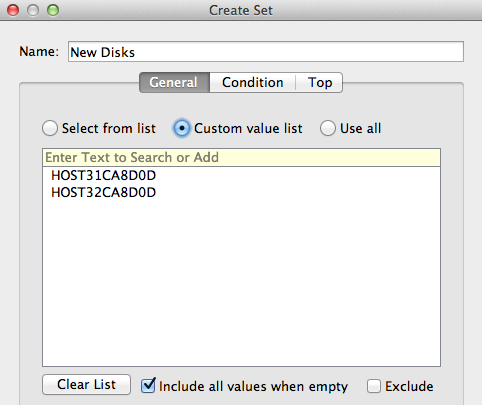 Create Set
Name: New Disks
General Condition Top
Select from list Custom value list Use all
Enter Text to Search or Add
HOST31CA8D0D
HOST32CA8D0D
Clear List Include all values when empty Exclude